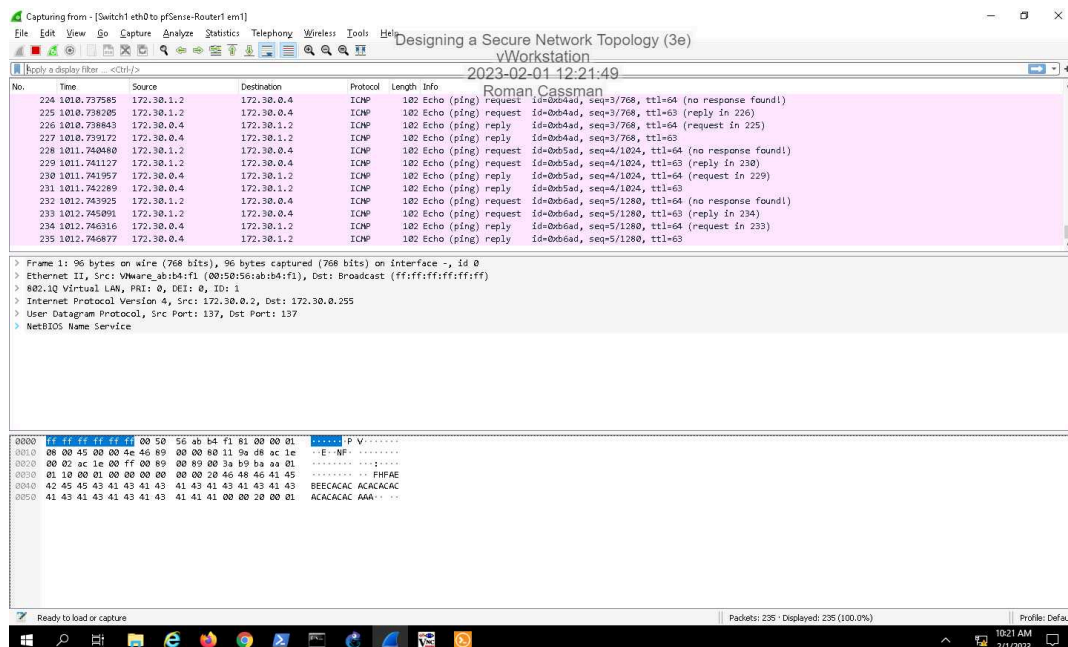 Capturing from - [Switch1 eth0 to pfSense-Router1 em1]
File Edit View Go Capture Analyze Statistics Telephony Wireless Tools Help
Designing a Secure Network Topology (3e)
vWorkstation
2023-02-01 12:21:49
Roman Cassman
Apply a display filter ... <Ctrl-/>
No. Time Source Destination Protocol Length Info
224 1010.737585 172.30.1.2 172.30.0.4 ICMP 102 Echo (ping) request id=0xb4ad, seq=3/768, ttl=64 (no response found!)
225 1010.738205 172.30.1.2 172.30.0.4 ICMP 102 Echo (ping) request id=0xb4ad, seq=3/768, ttl=63 (reply in 226)
226 1010.738843 172.30.0.4 172.30.1.2 ICMP 102 Echo (ping) reply id=0xb4ad, seq=3/768, ttl=64 (request in 225)
227 1010.739172 172.30.0.4 172.30.1.2 ICMP 102 Echo (ping) reply id=0xb4ad, seq=3/768, ttl=63
228 1011.740480 172.30.1.2 172.30.0.4 ICMP 102 Echo (ping) request id=0xb5ad, seq=4/1024, ttl=64 (no response found!)
229 1011.741127 172.30.1.2 172.30.0.4 ICMP 102 Echo (ping) request id=0xb5ad, seq=4/1024, ttl=63 (reply in 230)
230 1011.741957 172.30.0.4 172.30.1.2 ICMP 102 Echo (ping) reply id=0xb5ad, seq=4/1024, ttl=64 (request in 229)
231 1011.742289 172.30.0.4 172.30.1.2 ICMP 102 Echo (ping) reply id=0xb5ad, seq=4/1024, ttl=63
232 1012.743925 172.30.1.2 172.30.0.4 ICMP 102 Echo (ping) request id=0xb6ad, seq=5/1280, ttl=64 (no response found!)
233 1012.745091 172.30.1.2 172.30.0.4 ICMP 102 Echo (ping) request id=0xb6ad, seq=5/1280, ttl=63 (reply in 234)
234 1012.746316 172.30.0.4 172.30.1.2 ICMP 102 Echo (ping) reply id=0xb6ad, seq=5/1280, ttl=64 (request in 233)
235 1012.746877 172.30.0.4 172.30.1.2 ICMP 102 Echo (ping) reply id=0xb6ad, seq=5/1280, ttl=63
> Frame 1: 96 bytes on wire (768 bits), 96 bytes captured (768 bits) on interface -, id 0
> Ethernet II, Src: VMware_ab:b4:f1 (00:50:56:ab:b4:f1), Dst: Broadcast (ff:ff:ff:ff:ff:ff)
> 802.1Q Virtual LAN, PRI: 0, DEI: 0, ID: 1
> Internet Protocol Version 4, Src: 172.30.0.2, Dst: 172.30.0.255
> User Datagram Protocol, Src Port: 137, Dst Port: 137
> NetBIOS Name Service
0000 ff ff ff ff ff ff 00 50 56 ab b4 f1 81 00 00 01 ······P V·······
0010 08 00 45 00 00 4e 46 89 00 00 80 11 9a d8 ac 1e ··E··NF· ········
0020 00 02 ac 1e 00 ff 00 89 00 89 00 3a b9 ba aa 01 ········ ···:····
0030 01 10 00 01 00 00 00 00 00 00 20 46 48 46 41 45 ········ ·· FHFAE
0040 42 45 45 43 41 43 41 43 41 43 41 43 41 43 41 43 BEECACAC ACACACAC
0050 41 43 41 43 41 43 41 43 41 41 41 00 00 20 00 01 ACACACAC AAA·· ··
Ready to load or capture
Packets: 235 · Displayed: 235 (100.0%)
Profile: Defau
10:21 AM
2/1/2023